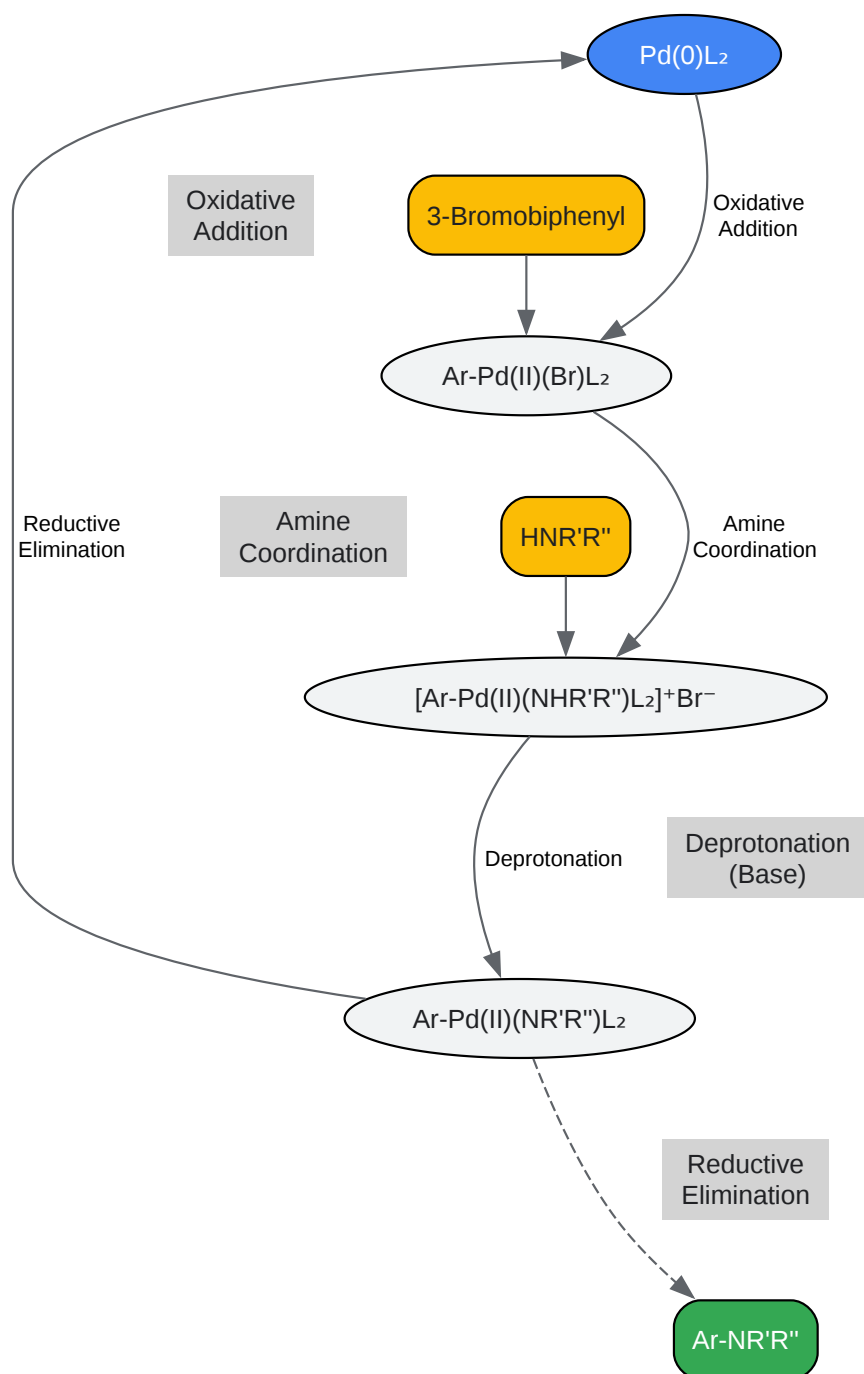 Pd(0)L₂
Oxidative
Addition
3-Bromobiphenyl
Oxidative
Addition
Ar-Pd(II)(Br)L₂
Reductive
Elimination
Amine
Coordination
HNR'R"
Amine
Coordination
[Ar-Pd(II)(NHR'R")L₂]⁺Br⁻
Deprotonation
Deprotonation
(Base)
Ar-Pd(II)(NR'R")L₂
Reductive
Elimination
Ar-NR'R"